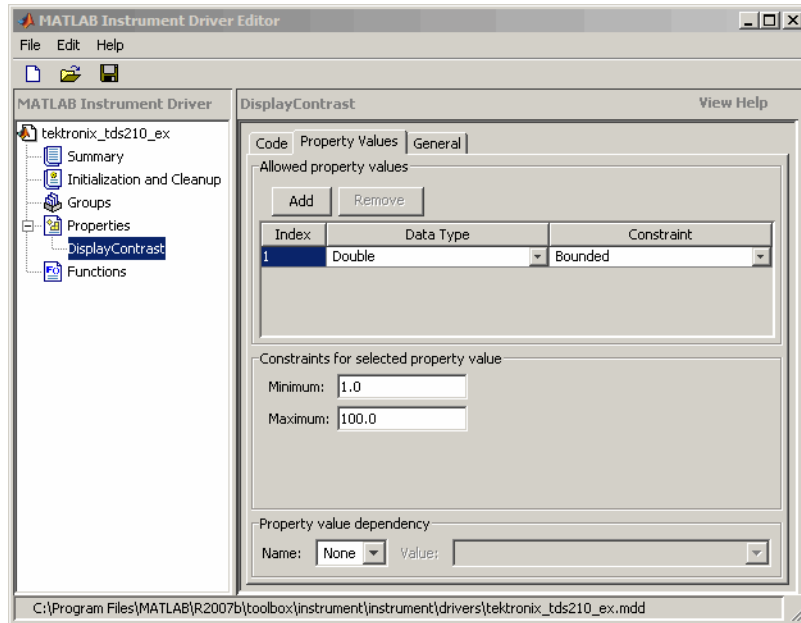 MATLAB Instrument Driver Editor
File Edit Help
MATLAB Instrument Driver
DisplayContrast View Help
tektronix_tds210_ex
Summary
Initialization and Cleanup
Groups
Properties
DisplayContrast
Functions
Code Property Values General
Allowed property values
Add Remove
Index Data Type Constraint
1 Double Bounded
Constraints for selected property value
Minimum: 1.0
Maximum: 100.0
Property value dependency
Name: None Value:
C:\Program Files\MATLAB\R2007b\toolbox\instrument\instrument\drivers\tektronix_tds210_ex.mdd